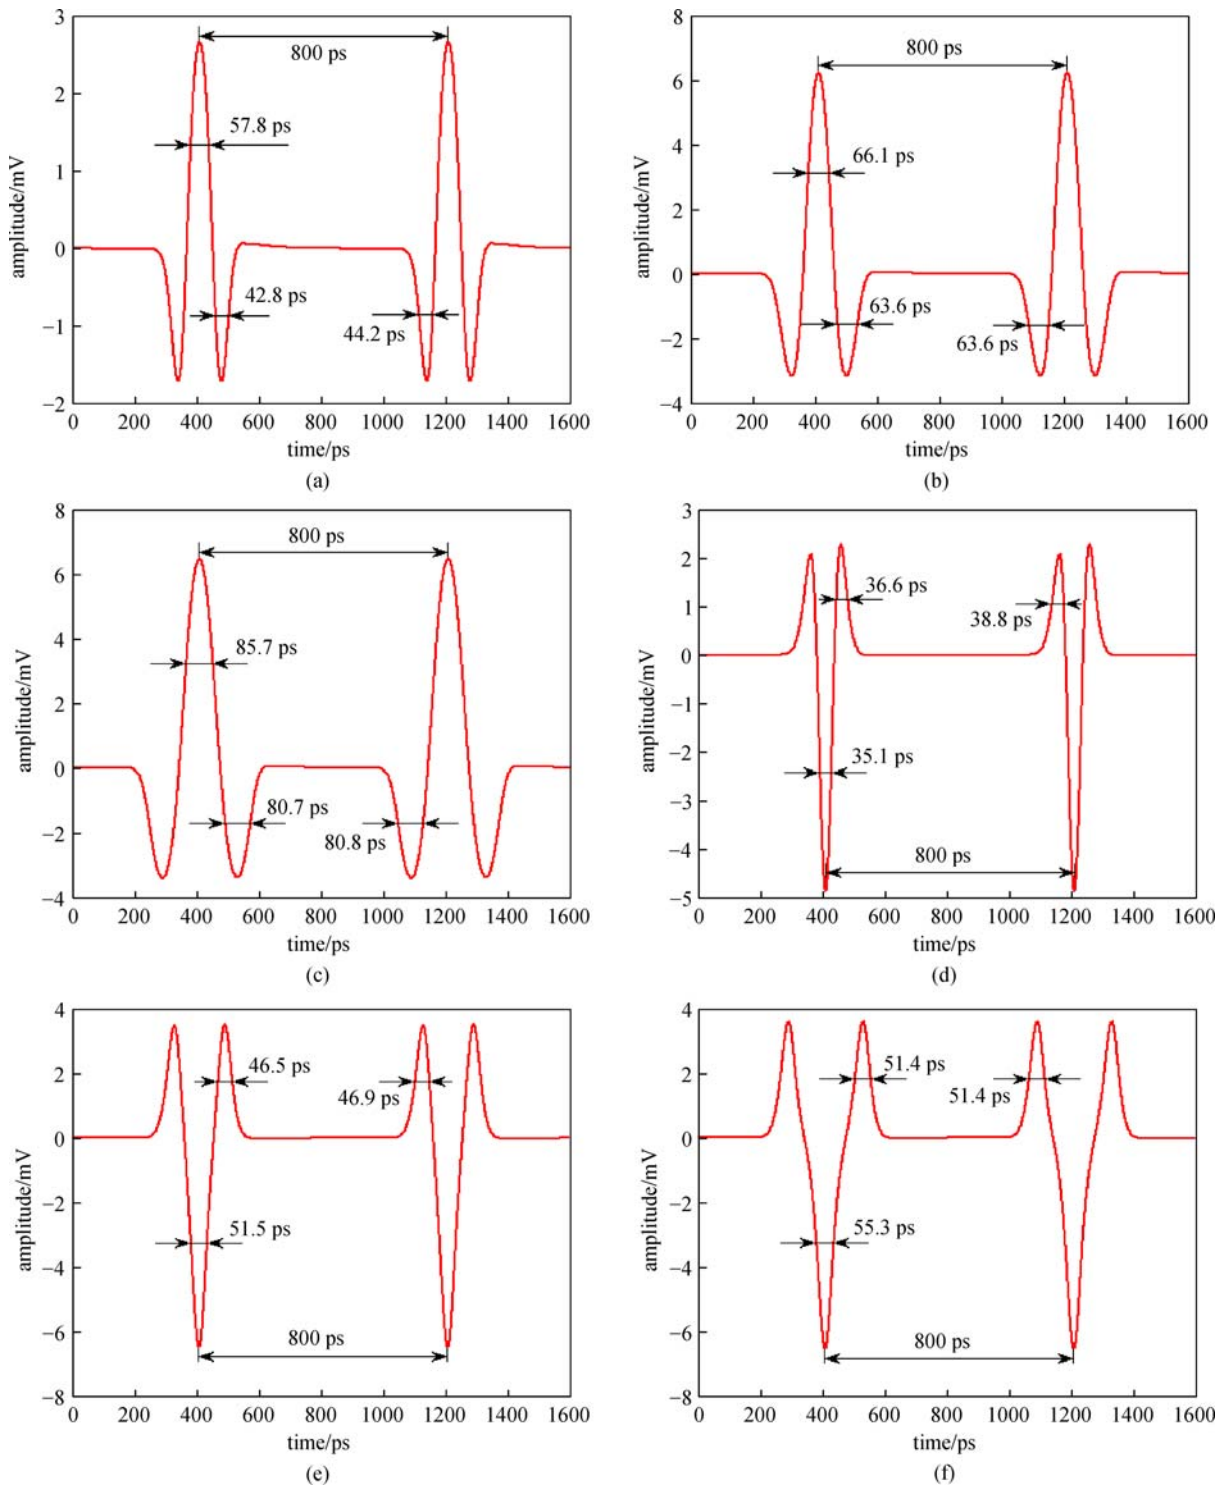 3
2
1
0
−1
−2
amplitude/mV
800 ps
57.8 ps
42.8 ps
44.2 ps
0 200 400 600 800 1000 1200 1400 1600
time/ps
(a)
8
6
4
2
0
−2
−4
amplitude/mV
800 ps
66.1 ps
63.6 ps
63.6 ps
0 200 400 600 800 1000 1200 1400 1600
time/ps
(b)
8
6
4
2
0
−2
−4
amplitude/mV
800 ps
85.7 ps
80.7 ps
80.8 ps
0 200 400 600 800 1000 1200 1400 1600
time/ps
(c)
3
2
1
0
−1
−2
−3
−4
−5
amplitude/mV
36.6 ps
38.8 ps
35.1 ps
800 ps
0 200 400 600 800 1000 1200 1400 1600
time/ps
(d)
4
2
0
−2
−4
−6
−8
amplitude/mV
46.5 ps
46.9 ps
51.5 ps
800 ps
0 200 400 600 800 1000 1200 1400 1600
time/ps
(e)
4
2
0
−2
−4
−6
−8
amplitude/mV
51.4 ps
51.4 ps
55.3 ps
800 ps
0 200 400 600 800 1000 1200 1400 1600
time/ps
(f)